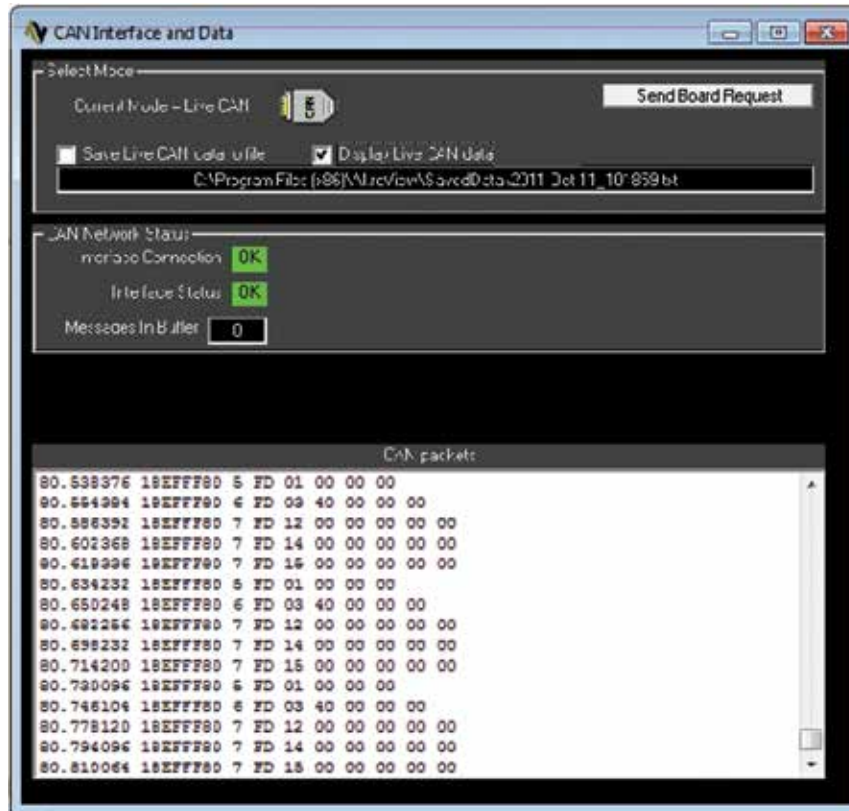 CAN Interface and Data
Select Mode
Current Mode – Live CAN
Send Board Request
Save Live CAN data to file
Display Live CAN data
CAN Network Status
Interface Connection OK
Interface Status OK
Messages In Buffer 0
CAN packets
80.538376 18EFFF80 5 FD 01 00 00 00
80.554384 18EFFF80 6 FD 03 40 00 00 00
80.586392 18EFFF80 7 FD 12 00 00 00 00 00
80.602368 18EFFF80 7 FD 14 00 00 00 00 00
80.618336 18EFFF80 7 FD 15 00 00 00 00 00
80.634232 18EFFF80 5 FD 01 00 00 00
80.650248 18EFFF80 6 FD 03 40 00 00 00
80.682256 18EFFF80 7 FD 12 00 00 00 00 00
80.698232 18EFFF80 7 FD 14 00 00 00 00 00
80.714200 18EFFF80 7 FD 15 00 00 00 00 00
80.730096 18EFFF80 5 FD 01 00 00 00
80.746104 18EFFF80 6 FD 03 40 00 00 00
80.778120 18EFFF80 7 FD 12 00 00 00 00 00
80.794096 18EFFF80 7 FD 14 00 00 00 00 00
80.810064 18EFFF80 7 FD 15 00 00 00 00 00